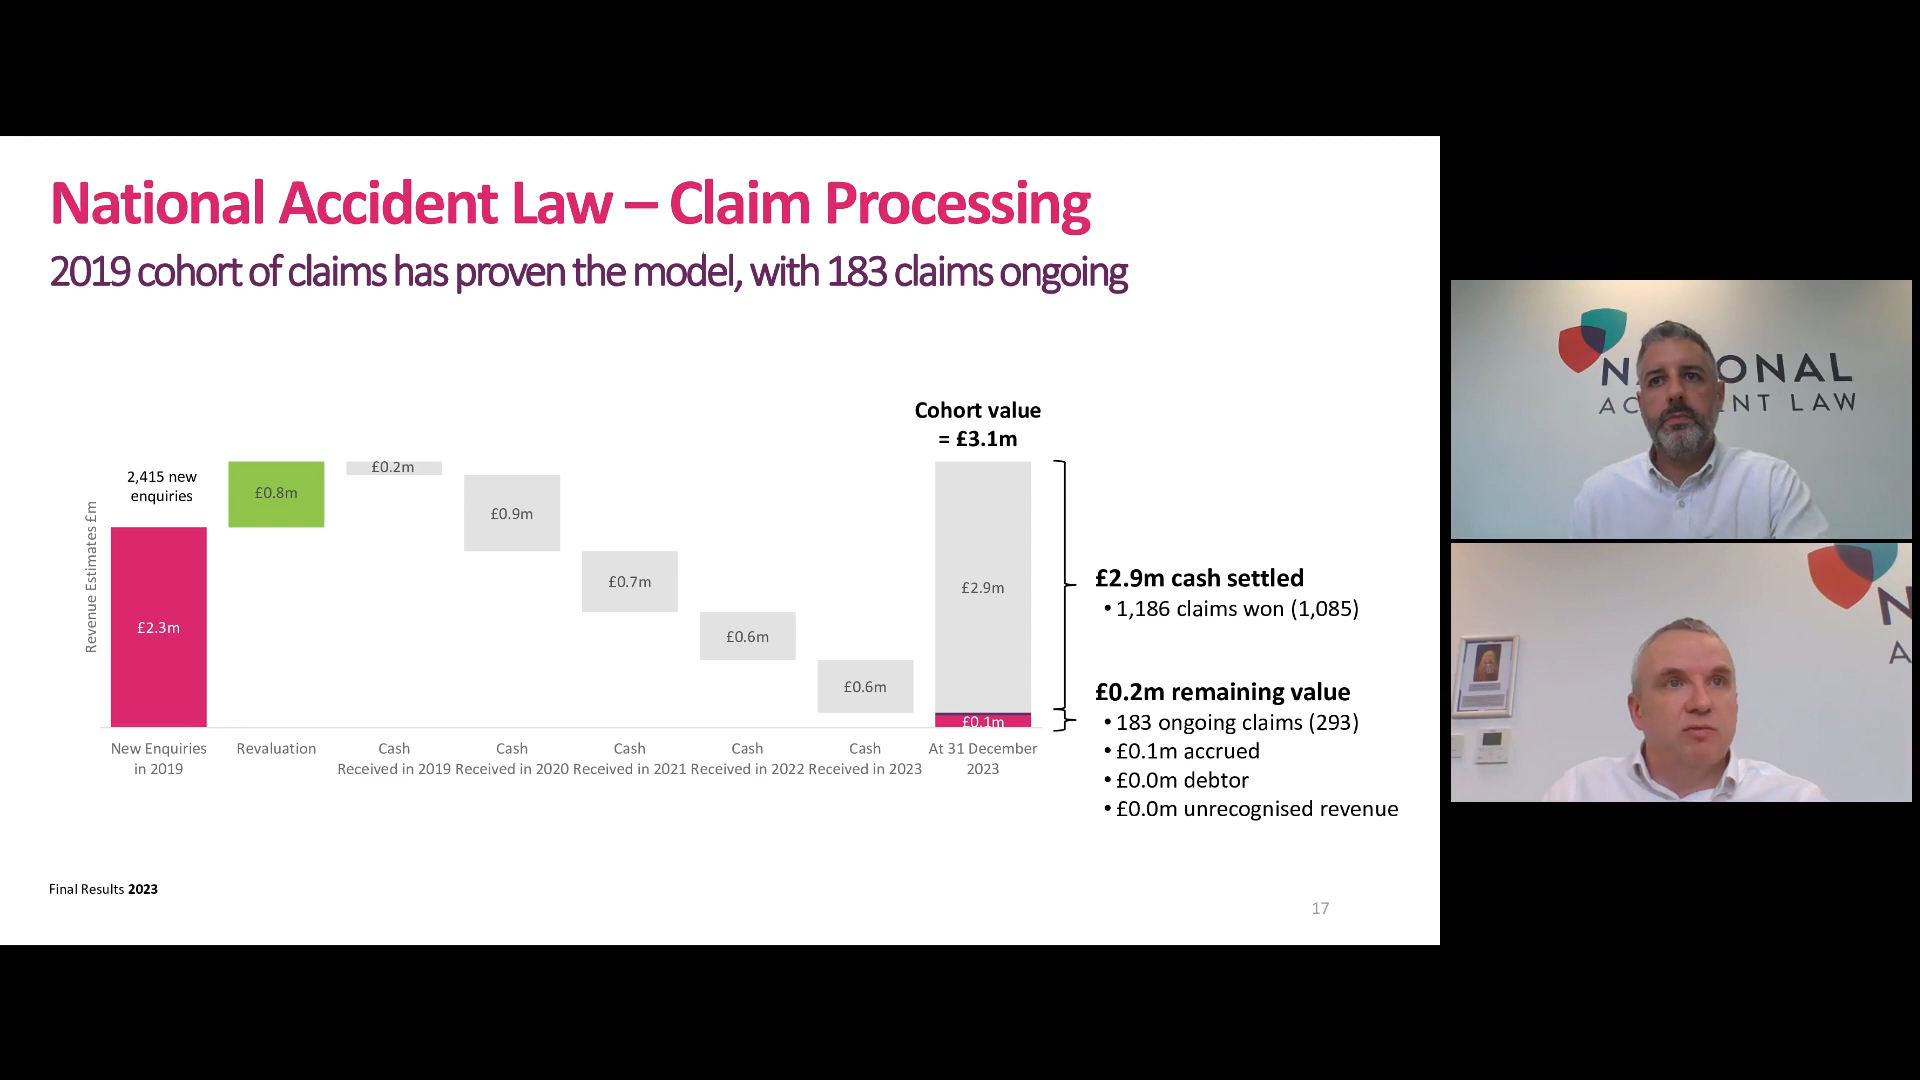 National Accident Law – Claim Processing
2019 cohort of claims has proven the model, with 183 claims ongoing
Cohort value
= £3.1m
2,415 new
enquiries
Revenue Estimates £m
£2.3m
£0.8m
£0.2m
£0.9m
£0.7m
£0.6m
£0.6m
£2.9m
£0.1m
New Enquiries
in 2019
Revaluation
Cash
Received in 2019
Cash
Received in 2020
Cash
Received in 2021
Cash
Received in 2022
Cash
Received in 2023
At 31 December
2023
£2.9m cash settled
• 1,186 claims won (1,085)
£0.2m remaining value
• 183 ongoing claims (293)
• £0.1m accrued
• £0.0m debtor
• £0.0m unrecognised revenue
Final Results 2023
17
N ONAL
AC NT LAW
N
A